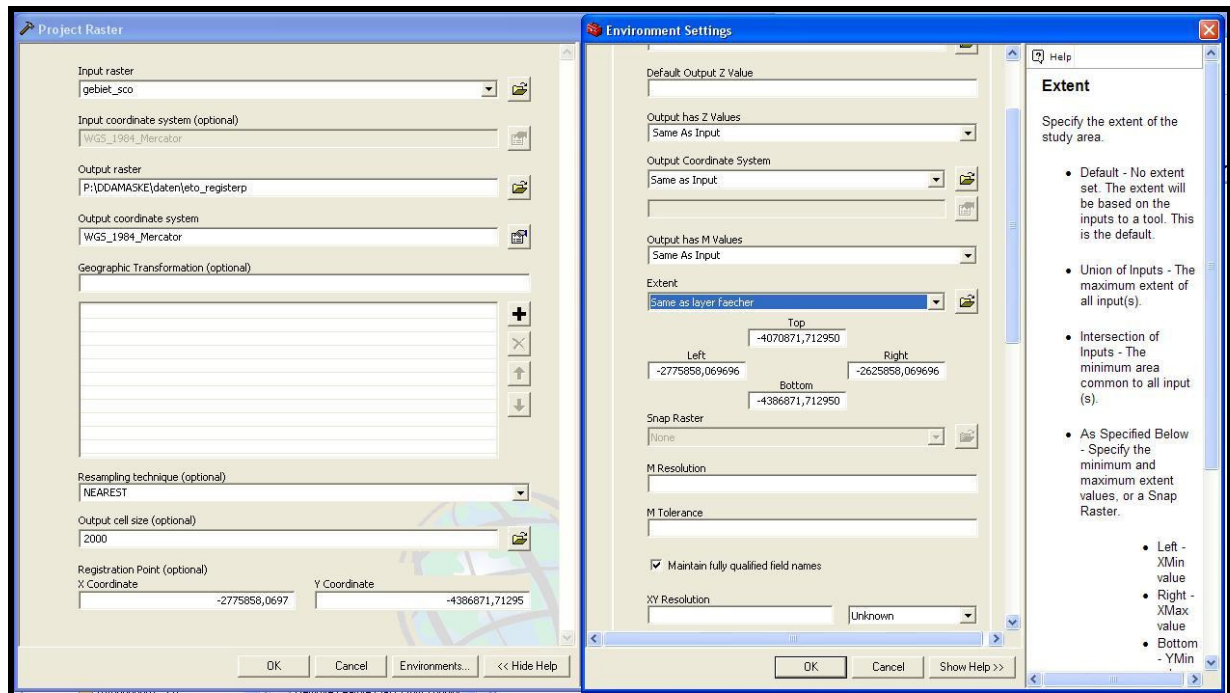 Project Raster
Input raster
gebiet_sco
Input coordinate system (optional)
WGS_1984_Mercator
Output raster
P:\DDAMASKE\daten\eto_registerp
Output coordinate system
WGS_1984_Mercator
Geographic Transformation (optional)
Resampling technique (optional)
NEAREST
Output cell size (optional)
2000
Registration Point (optional)
X Coordinate
Y Coordinate
-2775858,0697
-4386871,71295
OK
Cancel
Environments...
<< Hide Help
Environment Settings
Default Output Z Value
Output has Z Values
Same As Input
Output Coordinate System
Same as Input
Output has M Values
Same As Input
Extent
Same as layer faecher
Top
-4070871,712950
Left
Right
-2775858,069696
-2625858,069696
Bottom
-4386871,712950
Snap Raster
None
M Resolution
M Tolerance
Maintain fully qualified field names
XY Resolution
Unknown
OK
Cancel
Show Help >>
Help
Extent
Specify the extent of the
study area.
• Default - No extent
set. The extent will
be based on the
inputs to a tool. This
is the default.
• Union of Inputs - The
maximum extent of
all input(s).
• Intersection of
Inputs - The
minimum area
common to all input
(s).
• As Specified Below
- Specify the
minimum and
maximum extent
values, or a Snap
Raster.
• Left -
XMin
value
• Right -
XMax
value
• Bottom
- YMin